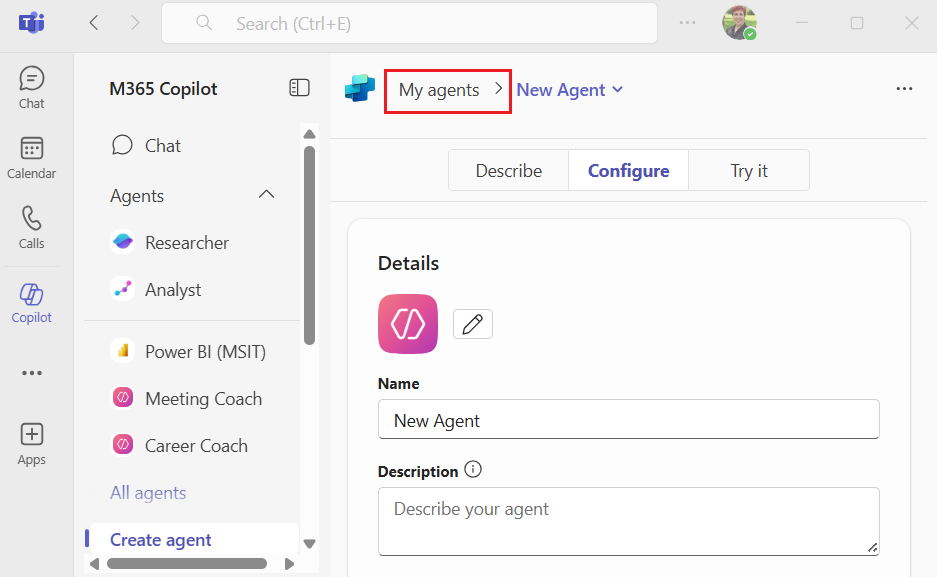 Search (Ctrl+E)
Chat
Calendar
Calls
Copilot
Apps
M365 Copilot
Chat
Agents
Researcher
Analyst
Power BI (MSIT)
Meeting Coach
Career Coach
All agents
Create agent
My agents > New Agent
Describe
Configure
Try it
Details
Name
New Agent
Description
Describe your agent